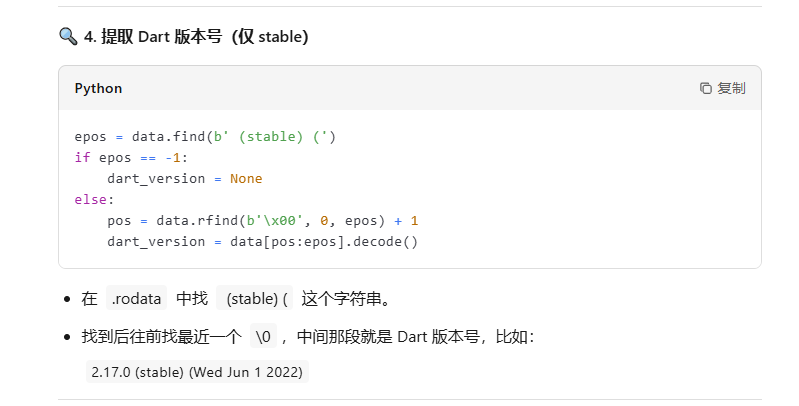 🔍 4. 提取 Dart 版本号（仅 stable）
Python
复制
epos = data.find(b' (stable) (')
if epos == -1:
    dart_version = None
else:
    pos = data.rfind(b'\x00', 0, epos) + 1
    dart_version = data[pos:epos].decode()
• 在 .rodata 中找 (stable) ( 这个字符串。
• 找到后往前找最近一个 \0 ，中间那段就是 Dart 版本号，比如：
2.17.0 (stable) (Wed Jun 1 2022)